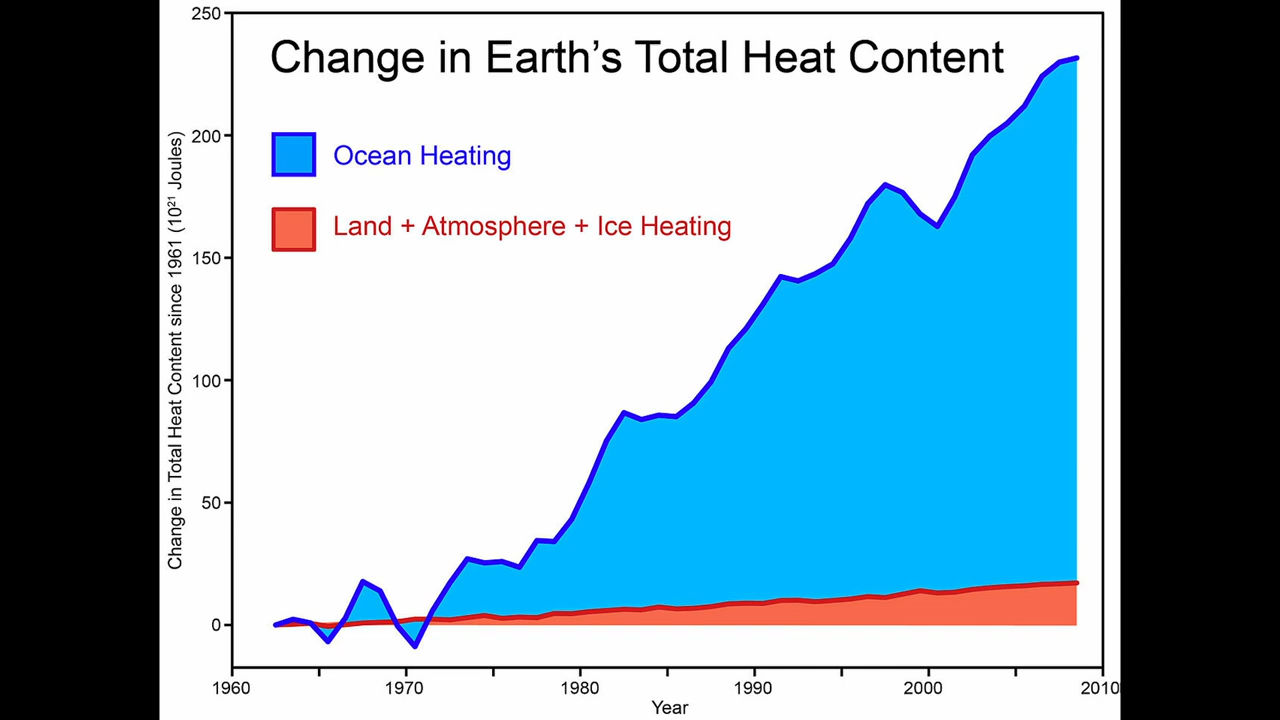 Change in Earth’s Total Heat Content
Ocean Heating
Land + Atmosphere + Ice Heating
Change in Total Heat Content since 1961 (10²¹ Joules)
250
200
150
100
50
0
1960 1970 1980 1990 2000 2010
Year